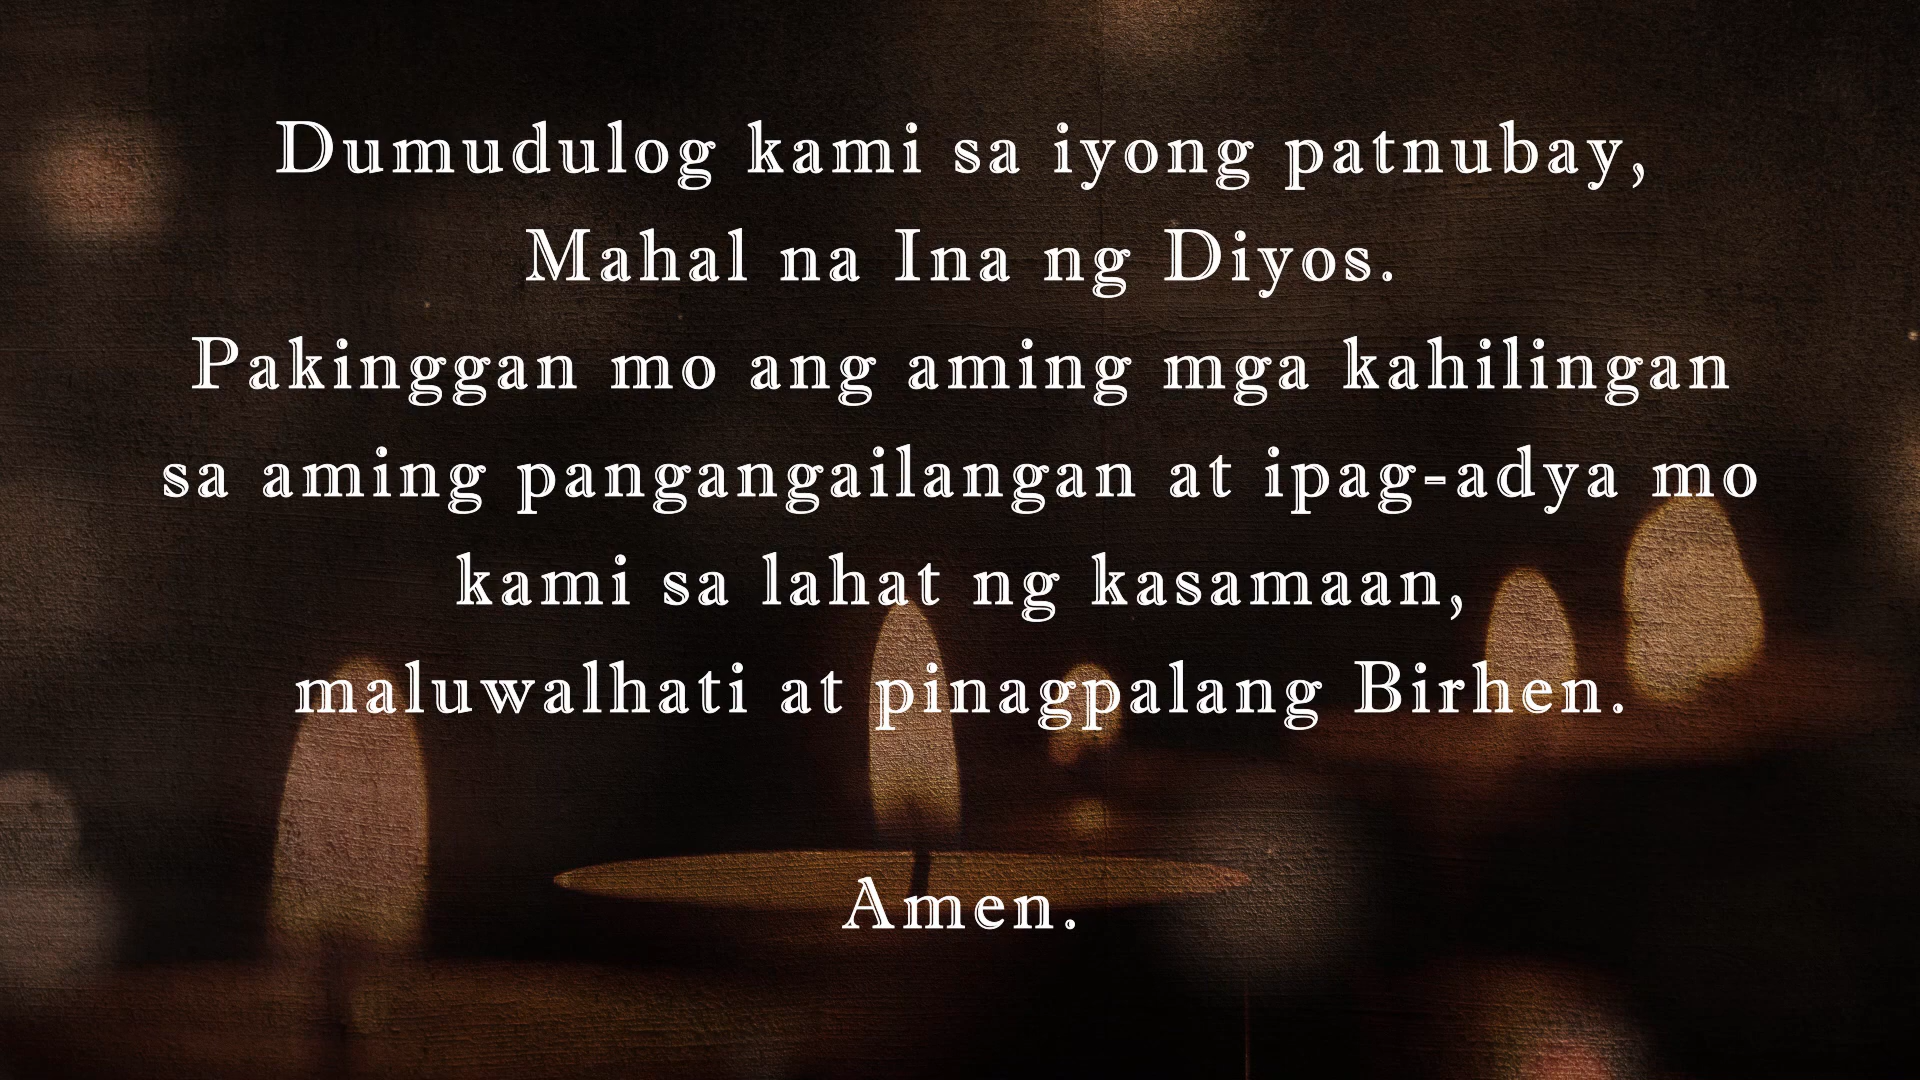 Dumudulog kami sa iyong patnubay,
Mahal na Ina ng Diyos.
Pakinggan mo ang aming mga kahilingan
sa aming pangangailangan at ipag-adya mo
kami sa lahat ng kasamaan,
maluwalhati at pinagpalang Birhen.
Amen.